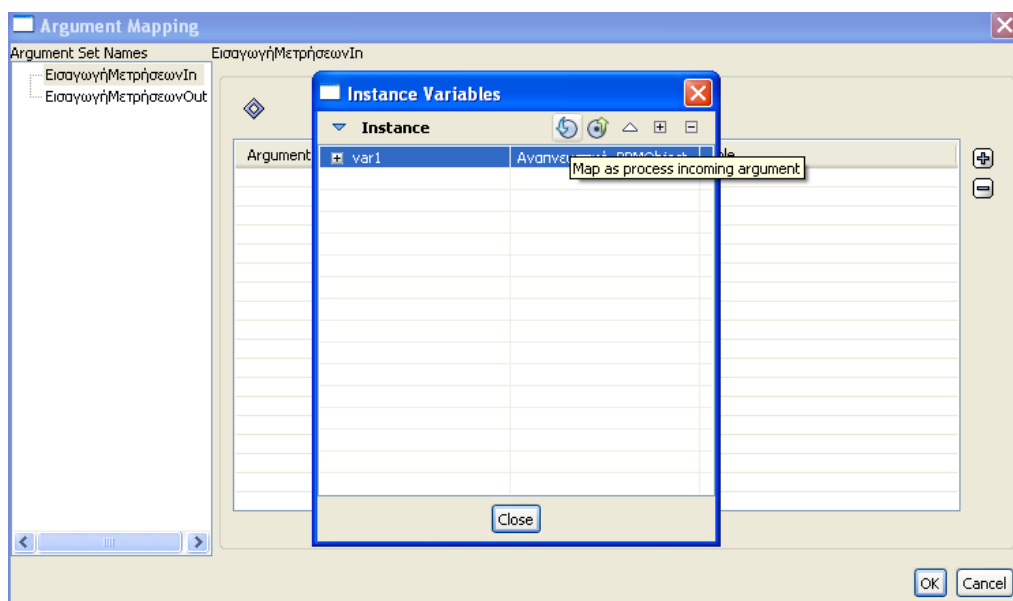 Argument Mapping
Argument Set Names
ΕισαγωγήΜετρήσεωνIn
ΕισαγωγήΜετρήσεωνIn
ΕισαγωγήΜετρήσεωνOut
Instance Variables
Instance
Argument
var1
Map as process incoming argument
Close
OK
Cancel